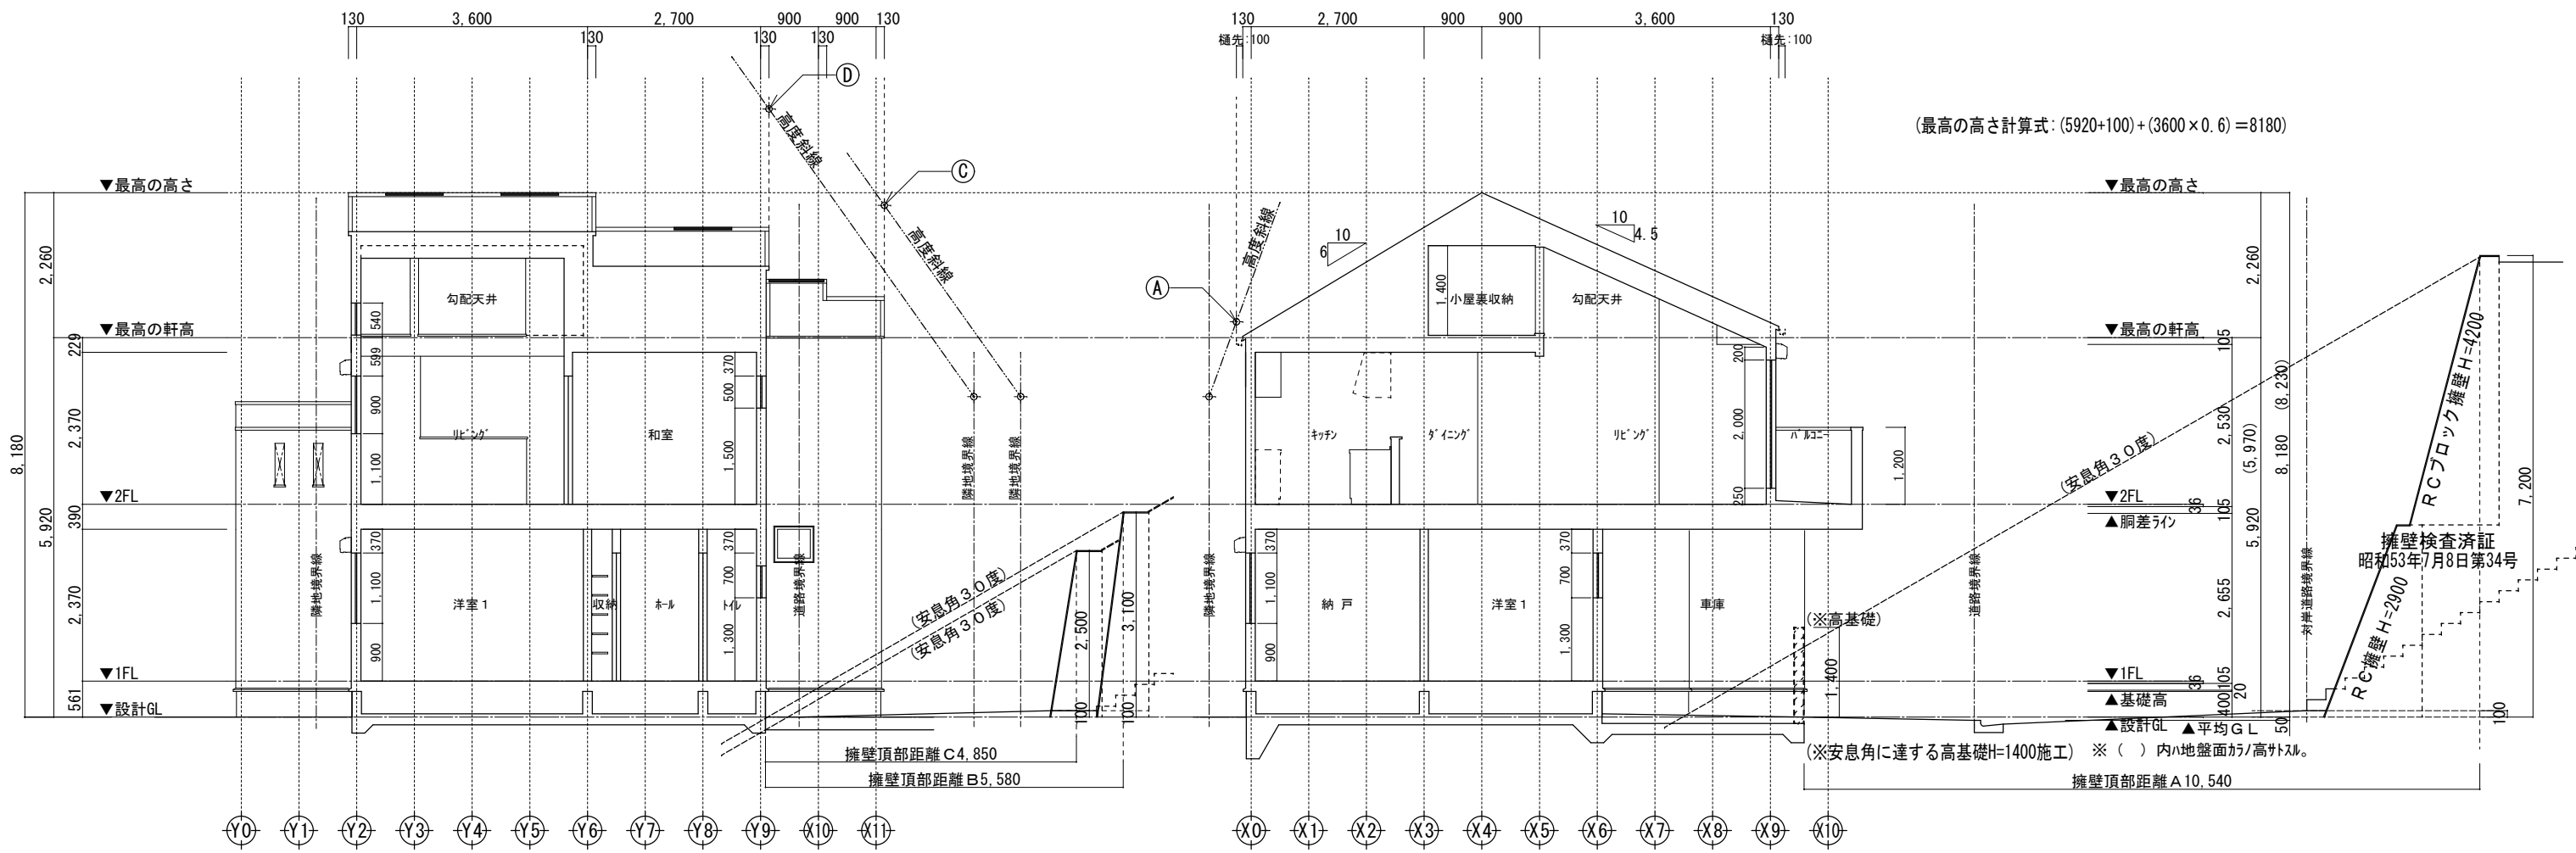 130
3,600
2,700
900
900
130
130
130
130
130
2,700
900
900
3,600
130
樋先:100
樋先:100
D
C
A
高度斜線
高度斜線
高度斜線
(最高の高さ計算式:(5920+100)+(3600×0.6)=8180)
▼最高の高さ
▼最高の軒高
▼2FL
▼1FL
▼設計GL
8,180
2,260
5,920
229
2,370
390
2,370
561
勾配天井
リビング
和室
洋室1
収納
ホール
トイレ
540
599
900
1,100
370
500
1,500
370
1,100
900
370
700
1,300
隣地境界線
道路境界線
隣地境界線
隣地境界線
(安息角30度)
(安息角30度)
2,500
3,100
100
100
擁壁頂部距離C4,850
擁壁頂部距離B5,580
10
6
10
4.5
1,400
小屋裏収納
勾配天井
キッチン
ダイニング
リビング
バルコニー
200
2,000
250
1,200
納戸
洋室1
車庫
370
1,100
900
370
700
1,300
隣地境界線
道路境界線
対岸道路境界線
(※高基礎)
1,400
(※安息角に達する高基礎H=1400施工)
※( )内ハ地盤面カラノ高サトスル。
擁壁頂部距離A10,540
(安息角30度)
▼最高の高さ
▼最高の軒高
▼2FL
▲胴差ライン
▼1FL
▲基礎高
▲設計GL
▲平均GL
2,260
105
2,530
(5,970)
(8,230)
8,180
36
105
5,920
2,655
36
105
400
20
50
RCブロック擁壁H=4200
RC擁壁H=2900
擁壁検査済証
昭和53年7月8日第34号
7,200
100
Y0
Y1
Y2
Y3
Y4
Y5
Y6
Y7
Y8
Y9
X10
X11
X0
X1
X2
X3
X4
X5
X6
X7
X8
X9
X10